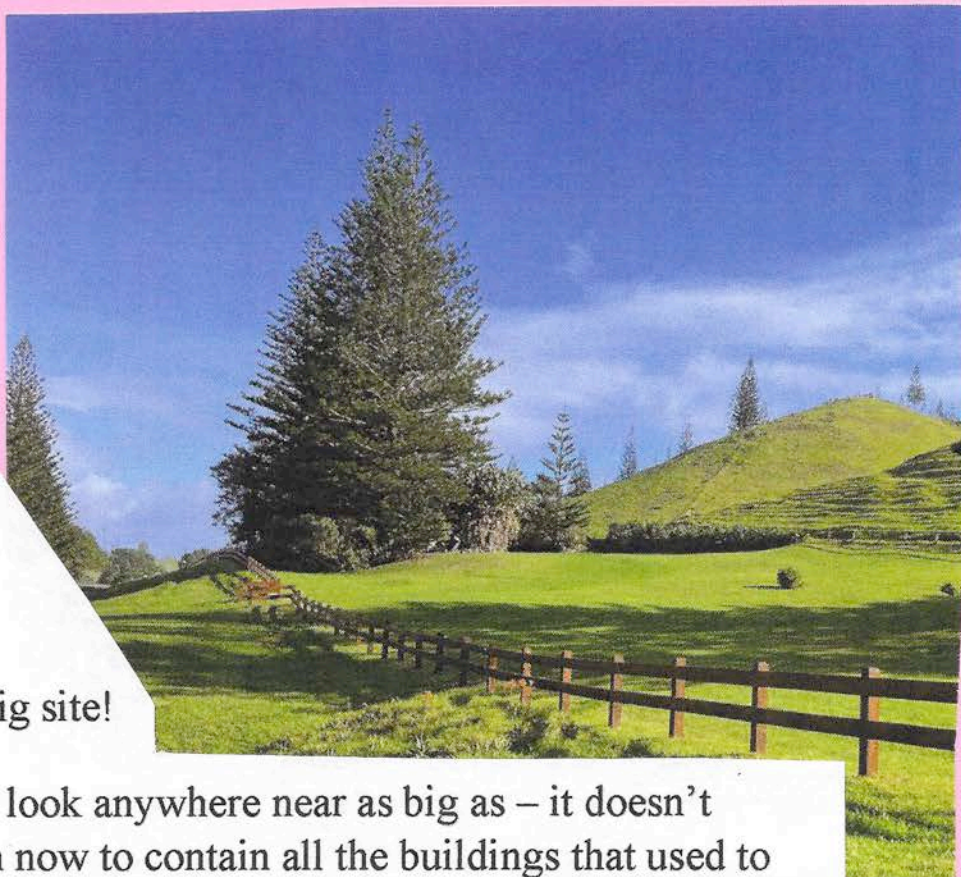 ig site!
look anywhere near as big as – it doesn't
now to contain all the buildings that used to